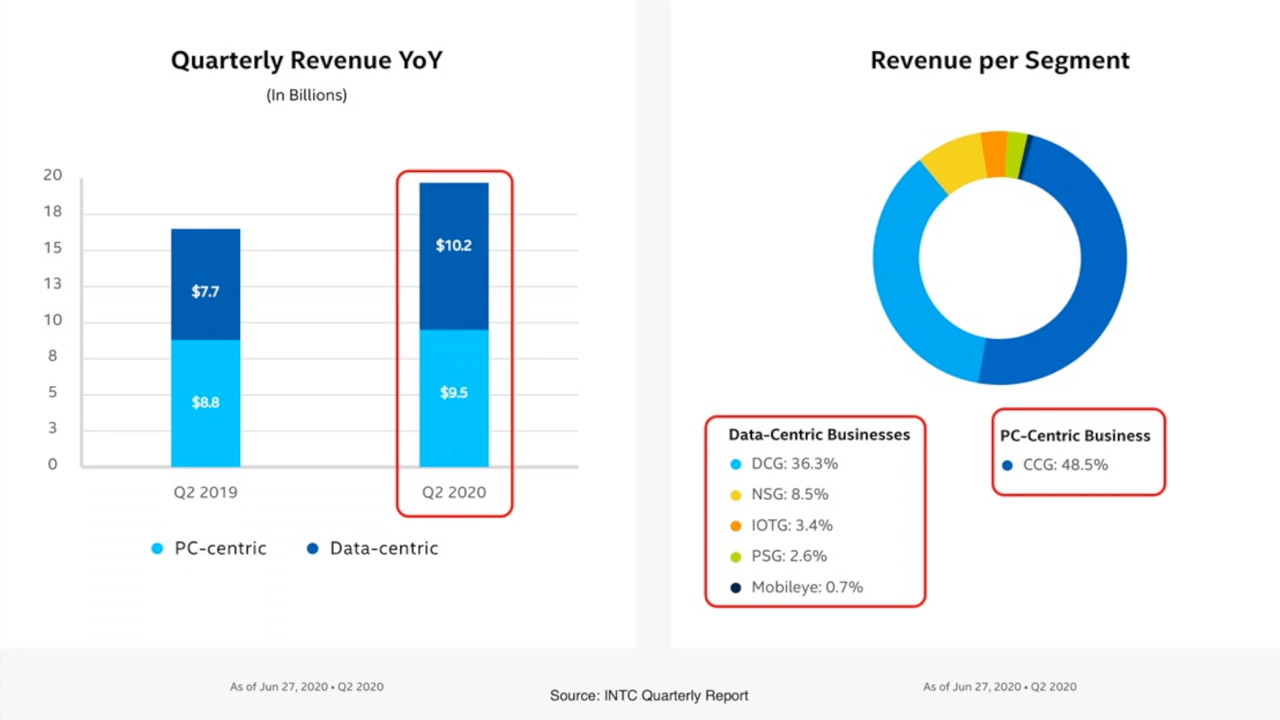 Quarterly Revenue YoY
(In Billions)
20
18
15
13
10
8
5
3
0
$7.7
$8.8
$10.2
$9.5
Q2 2019
Q2 2020
PC-centric
Data-centric
As of Jun 27, 2020 • Q2 2020
Revenue per Segment
Data-Centric Businesses
DCG: 36.3%
NSG: 8.5%
IOTG: 3.4%
PSG: 2.6%
Mobileye: 0.7%
PC-Centric Business
CCG: 48.5%
As of Jun 27, 2020 • Q2 2020
Source: INTC Quarterly Report